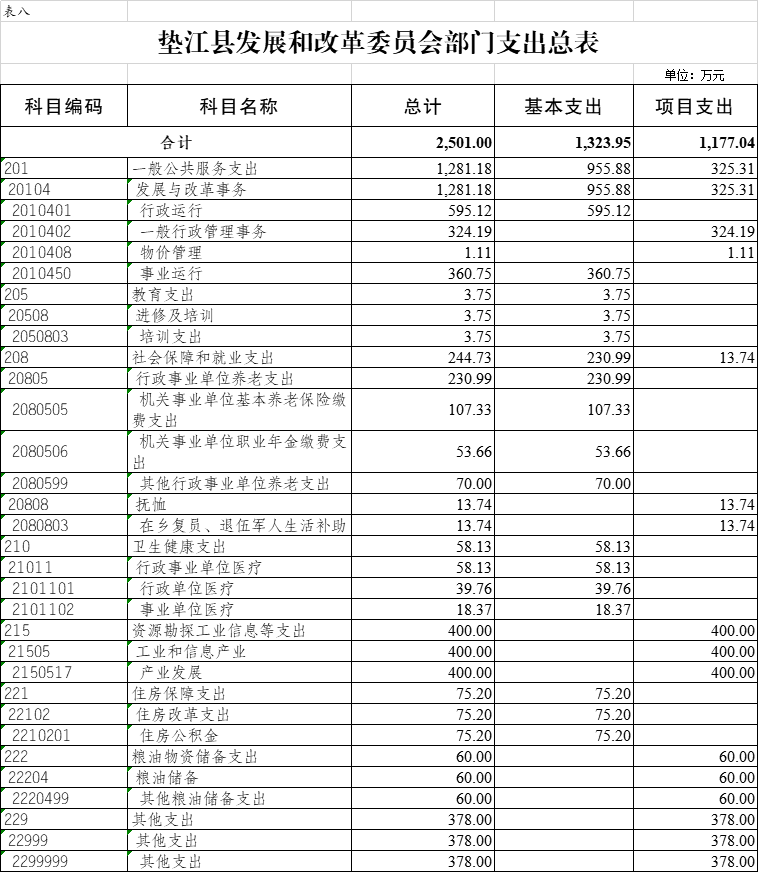 表八
垫江县发展和改革委员会部门支出总表
单位：万元
科目编码 科目名称 总计 基本支出 项目支出
合计 2,501.00 1,323.95 1,177.04
201 一般公共服务支出 1,281.18 955.88 325.31
20104 发展与改革事务 1,281.18 955.88 325.31
2010401 行政运行 595.12 595.12
2010402 一般行政管理事务 324.19 324.19
2010408 物价管理 1.11 1.11
2010450 事业运行 360.75 360.75
205 教育支出 3.75 3.75
20508 进修及培训 3.75 3.75
2050803 培训支出 3.75 3.75
208 社会保障和就业支出 244.73 230.99 13.74
20805 行政事业单位养老支出 230.99 230.99
2080505 机关事业单位基本养老保险缴 107.33 107.33
费支出
2080506 机关事业单位职业年金缴费支 53.66 53.66
出
2080599 其他行政事业单位养老支出 70.00 70.00
20808 抚恤 13.74 13.74
2080803 在乡复员、退伍军人生活补助 13.74 13.74
210 卫生健康支出 58.13 58.13
21011 行政事业单位医疗 58.13 58.13
2101101 行政单位医疗 39.76 39.76
2101102 事业单位医疗 18.37 18.37
215 资源勘探工业信息等支出 400.00 400.00
21505 工业和信息产业 400.00 400.00
2150517 产业发展 400.00 400.00
221 住房保障支出 75.20 75.20
22102 住房改革支出 75.20 75.20
2210201 住房公积金 75.20 75.20
222 粮油物资储备支出 60.00 60.00
22204 粮油储备 60.00 60.00
2220499 其他粮油储备支出 60.00 60.00
229 其他支出 378.00 378.00
22999 其他支出 378.00 378.00
2299999 其他支出 378.00 378.00